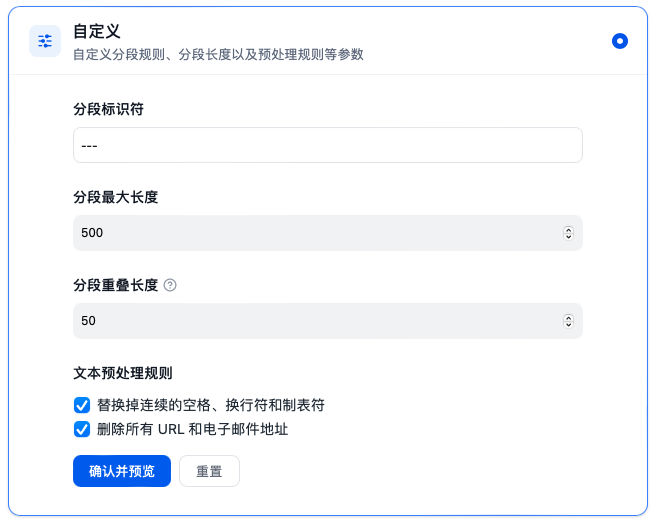 自定义
自定义分段规则、分段长度以及预处理规则等参数
分段标识符
---
分段最大长度
500
分段重叠长度
50
文本预处理规则
替换掉连续的空格、换行符和制表符
删除所有 URL 和电子邮件地址
确认并预览 重置